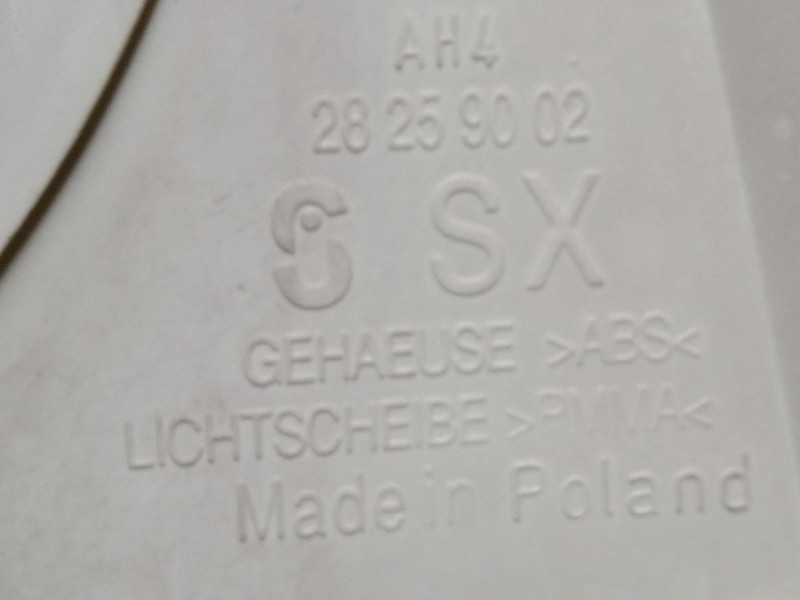 AH4
28 25 90 02
SX
GEHAEUSE >ABS<
LICHTSCHEIBE >PMMA<
Made in Poland